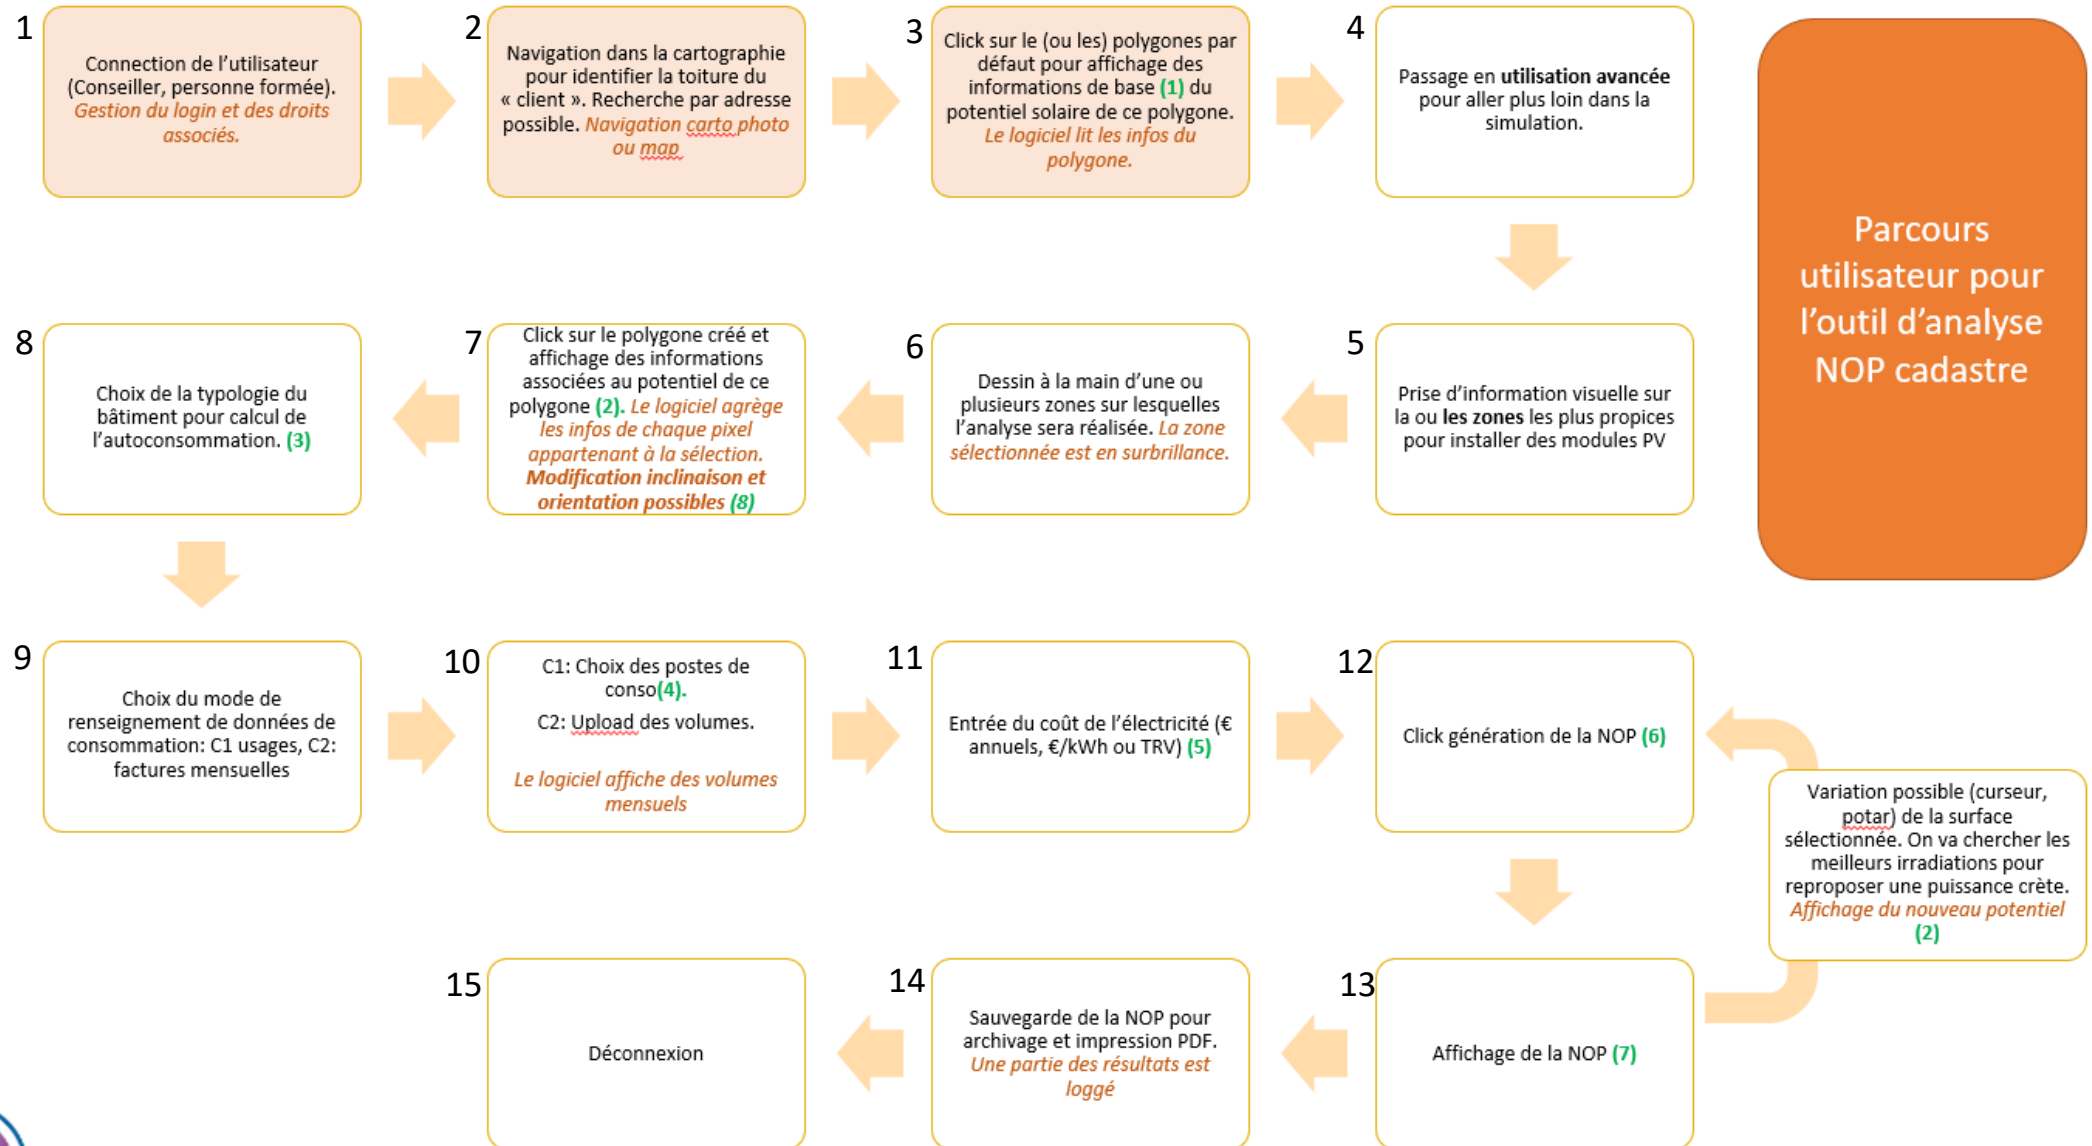 1
Connection de l'utilisateur
(Conseiller, personne formée).
Gestion du login et des droits
associés.
2
Navigation dans la cartographie
pour identifier la toiture du
« client ». Recherche par adresse
possible. Navigation carto photo
ou map
3
Click sur le (ou les) polygones par
défaut pour affichage des
informations de base (1) du
potentiel solaire de ce polygone.
Le logiciel lit les infos du
polygone.
4
Passage en utilisation avancée
pour aller plus loin dans la
simulation.
Parcours
utilisateur pour
l'outil d'analyse
NOP cadastre
5
Prise d'information visuelle sur
la ou les zones les plus propices
pour installer des modules PV
6
Dessin à la main d'une ou
plusieurs zones sur lesquelles
l'analyse sera réalisée. La zone
sélectionnée est en surbrillance.
7
Click sur le polygone créé et
affichage des informations
associées au potentiel de ce
polygone (2). Le logiciel agrège
les infos de chaque pixel
appartenant à la sélection.
Modification inclinaison et
orientation possibles (8)
8
Choix de la typologie du
bâtiment pour calcul de
l'autoconsommation. (3)
9
Choix du mode de
renseignement de données de
consommation: C1 usages, C2:
factures mensuelles
10
C1: Choix des postes de
conso(4).
C2: Upload des volumes.
Le logiciel affiche des volumes
mensuels
11
Entrée du coût de l'électricité (€
annuels, €/kWh ou TRV) (5)
12
Click génération de la NOP (6)
Variation possible (curseur,
potar) de la surface
sélectionnée. On va chercher les
meilleurs irradiations pour
reproposer une puissance crète.
Affichage du nouveau potentiel
(2)
13
Affichage de la NOP (7)
14
Sauvegarde de la NOP pour
archivage et impression PDF.
Une partie des résultats est
loggé
15
Déconnexion